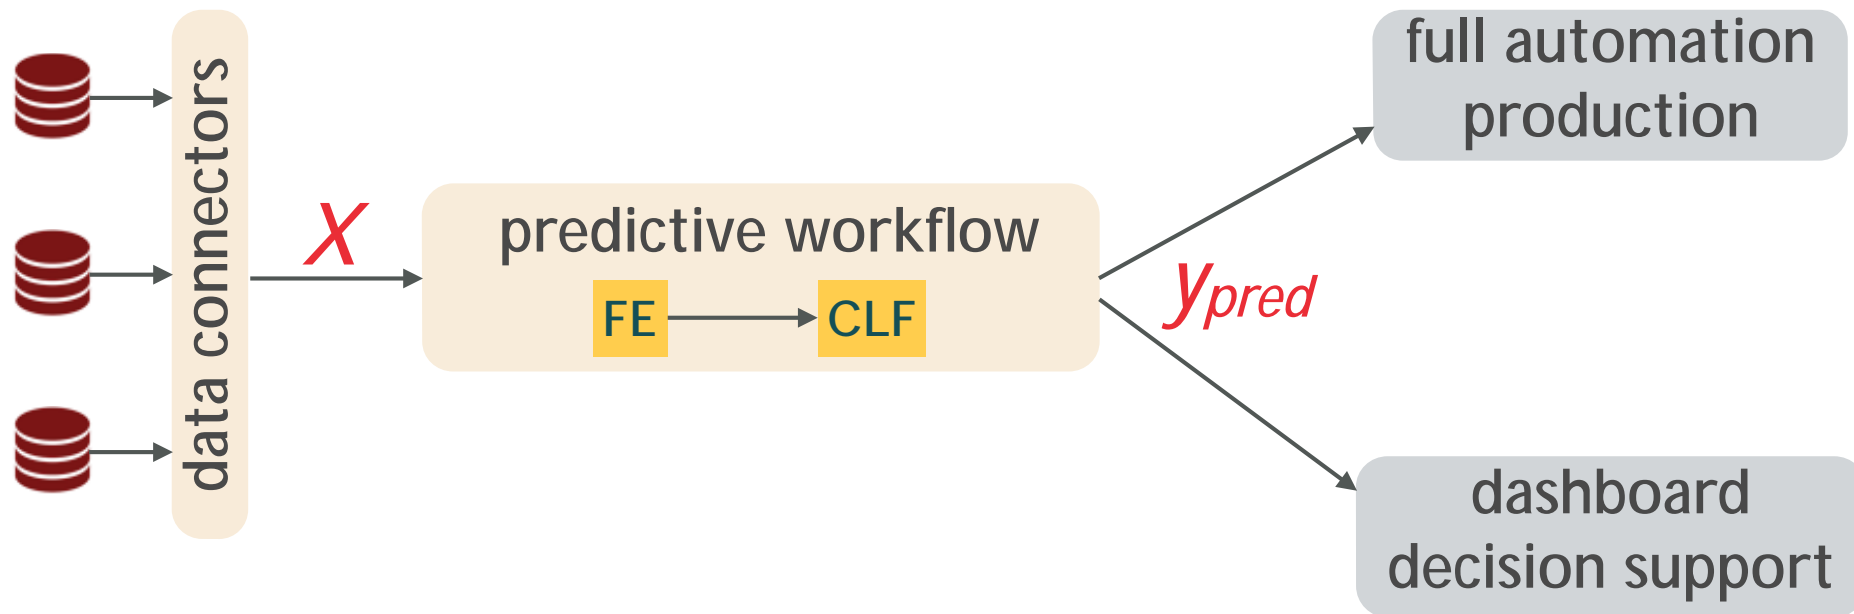 data connectors
X
predictive workflow
FE
CLF
ypred
full automation
production
dashboard
decision support